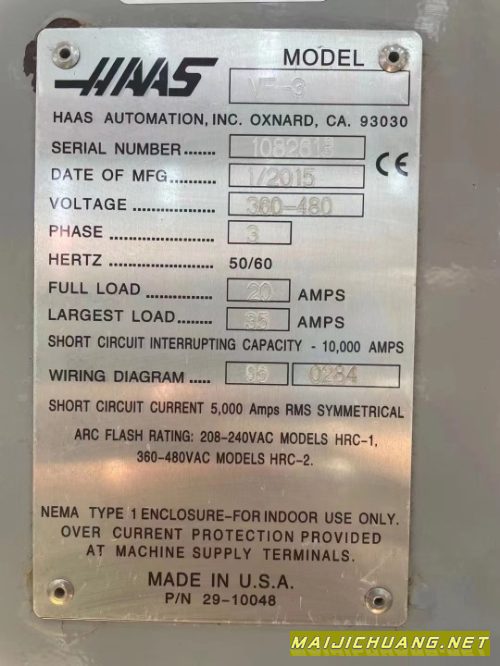 HAAS MODEL VF-3
HAAS AUTOMATION, INC. OXNARD, CA. 93030
SERIAL NUMBER
DATE OF MFG..... 1/2015
VOLTAGE .................. 360-480
PHASE ...................... 3
HERTZ ...................... 50/60
FULL LOAD .............. 20 AMPS
LARGEST LOAD........ 35 AMPS
SHORT CIRCUIT INTERRUPTING CAPACITY - 10,000 AMPS
WIRING DIAGRAM ..... 96 0284
SHORT CIRCUIT CURRENT 5,000 Amps RMS SYMMETRICAL
ARC FLASH RATING: 208-240VAC MODELS HRC-1,
360-480VAC MODELS HRC-2.
NEMA TYPE 1 ENCLOSURE-FOR INDOOR USE ONLY.
OVER CURRENT PROTECTION PROVIDED
AT MACHINE SUPPLY TERMINALS.
MADE IN U.S.A.
P/N 29-10048
MAIJICHUANG.NET